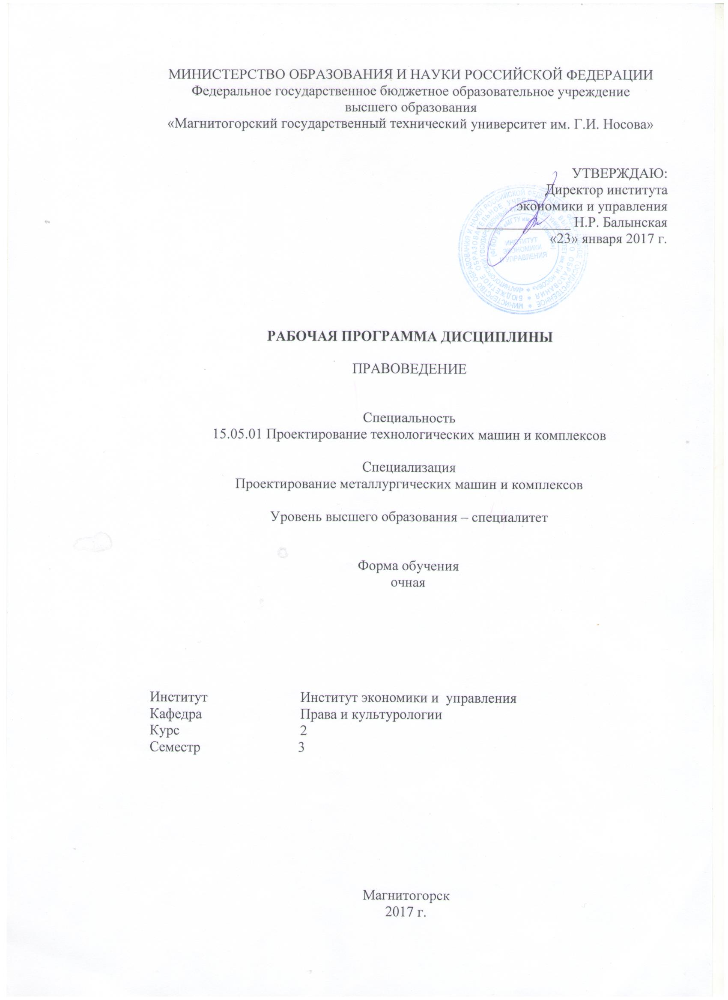 МИНИСТЕРСТВО ОБРАЗОВАНИЯ И НАУКИ РОССИЙСКОЙ ФЕДЕРАЦИИ
Федеральное государственное бюджетное образовательное учреждение
высшего образования
«Магнитогорский государственный технический университет им. Г.И. Носова»
УТВЕРЖДАЮ:
Директор института
экономики и управления
Н.Р. Балынская
«23» января 2017 г.
ИНСТИТУТ
ЭКОНОМИКИ
И УПРАВЛЕНИЯ
РАБОЧАЯ ПРОГРАММА ДИСЦИПЛИНЫ
ПРАВОВЕДЕНИЕ
Специальность
15.05.01 Проектирование технологических машин и комплексов
Специализация
Проектирование металлургических машин и комплексов
Уровень высшего образования – специалитет
Форма обучения
очная
Институт Институт экономики и управления
Кафедра Права и культурологии
Курс 2
Семестр 3
Магнитогорск
2017 г.